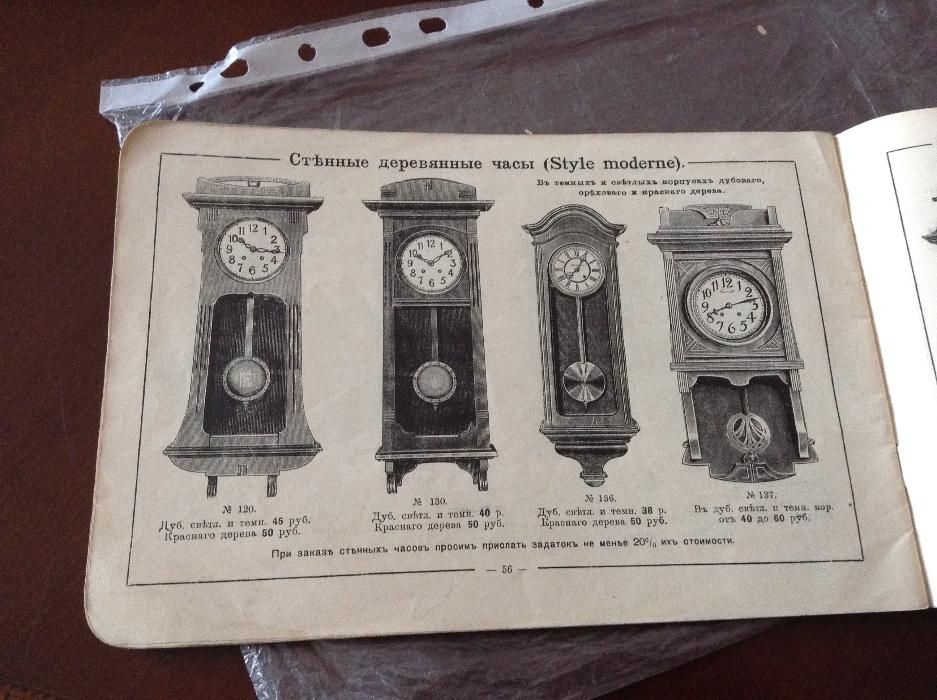 Стѣнные деревянные часы (Style moderne).
Въ темныхъ и свѣтлыхъ корпусахъ дубоваго,
орѣховаго и краснаго дерева.
№ 120.
Дуб. свѣтл. и темн. 45 руб.
Краснаго дерева 50 руб.
№ 130.
Дуб. свѣтл. и темн. 40 р.
Краснаго дерева 50 руб.
№ 136.
Дуб. свѣтл. и темн. 38 р.
Краснаго дерева 50 руб.
№ 137.
Въ дуб. свѣтл. и темн. кор.
отъ 40 до 60 руб.
При заказѣ стѣнныхъ часовъ просимъ прислать задатокъ не менѣе 20% ихъ стоимости.
— 56 —